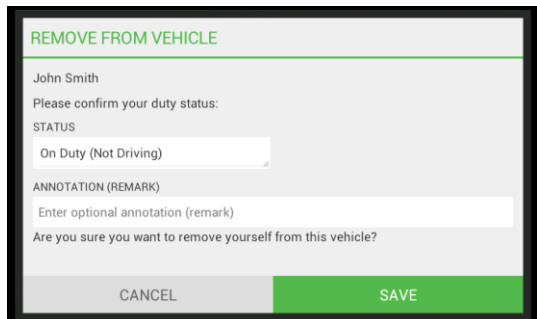 REMOVE FROM VEHICLE
John Smith
Please confirm your duty status:
STATUS
On Duty (Not Driving)
ANNOTATION (REMARK)
Enter optional annotation (remark)
Are you sure you want to remove yourself from this vehicle?
CANCEL SAVE